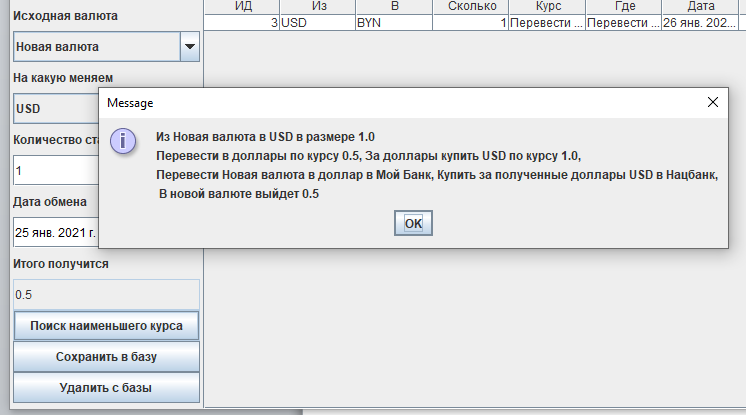 Исходная валюта
Новая валюта
На какую меняем
USD
Количество ста
1
Дата обмена
25 янв. 2021 г.
Итого получится
0.5
Поиск наименьшего курса
Сохранить в базу
Удалить с базы
ИД Из В Сколько Курс Где Дата
3 USD BYN 1 Перевести ... Перевести ... 26 янв. 202...
Message
Из Новая валюта в USD в размере 1.0
Перевести в доллары по курсу 0.5, За доллары купить USD по курсу 1.0,
Перевести Новая валюта в доллар в Мой Банк, Купить за полученные доллары USD в Нацбанк,
В новой валюте выйдет 0.5
OK